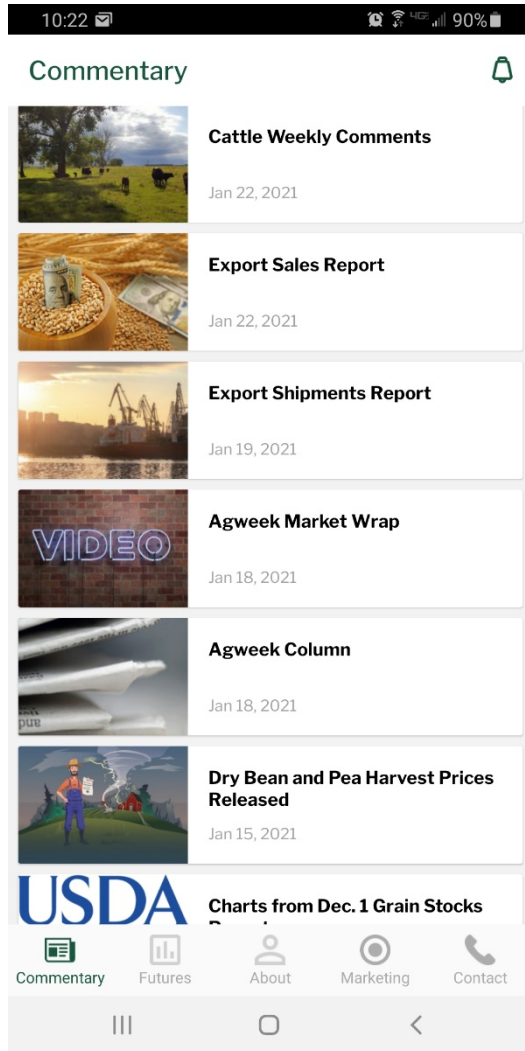 10:22
4GE
90%
Commentary
Cattle Weekly Comments
Jan 22, 2021
Export Sales Report
Jan 22, 2021
Export Shipments Report
Jan 19, 2021
VIDEO
Agweek Market Wrap
Jan 18, 2021
and
Agweek Column
Jan 18, 2021
Dry Bean and Pea Harvest Prices
Released
Jan 15, 2021
USDA
Charts from Dec. 1 Grain Stocks
Commentary
Futures
About
Marketing
Contact